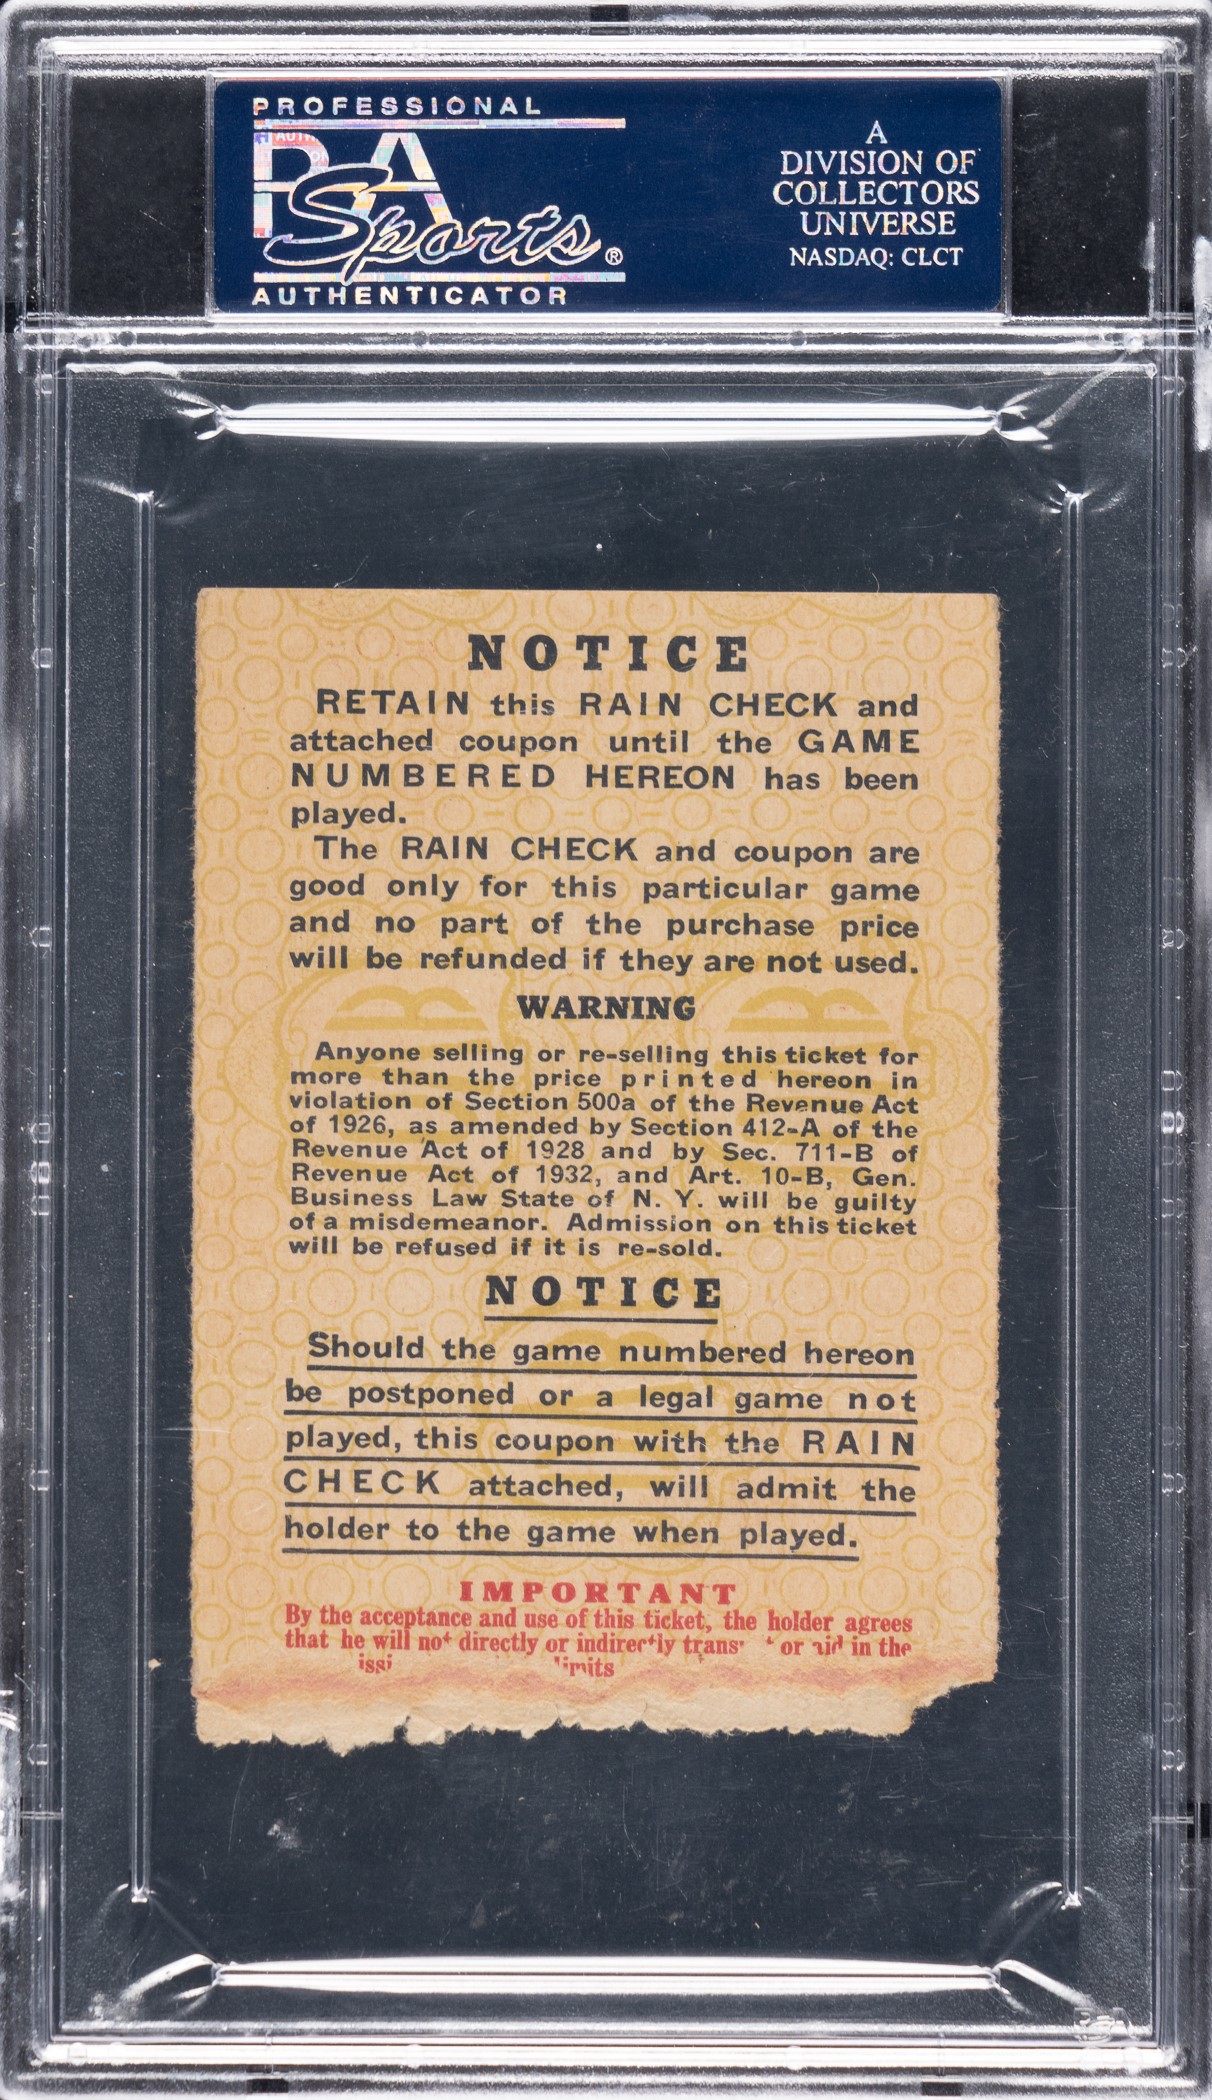 PROFESSIONAL
PSA
Sports®
AUTHENTICATOR
A
DIVISION OF
COLLECTORS
UNIVERSE
NASDAQ: CLCT
NOTICE
RETAIN this RAIN CHECK and
attached coupon until the GAME
NUMBERED HEREON has been
played.
The RAIN CHECK and coupon are
good only for this particular game
and no part of the purchase price
will be refunded if they are not used.
WARNING
Anyone selling or re-selling this ticket for
more than the price printed hereon in
violation of Section 500a of the Revenue Act
of 1926, as amended by Section 412-A of the
Revenue Act of 1928 and by Sec. 711-B of
Revenue Act of 1932, and Art. 10-B, Gen.
Business Law State of N. Y. will be guilty
of a misdemeanor. Admission on this ticket
will be refused if it is re-sold.
NOTICE
Should the game numbered hereon
be postponed or a legal game not
played, this coupon with the RAIN
CHECK attached, will admit the
holder to the game when played.
IMPORTANT
By the acceptance and use of this ticket, the holder agrees
that he will not directly or indirectly or aid in the